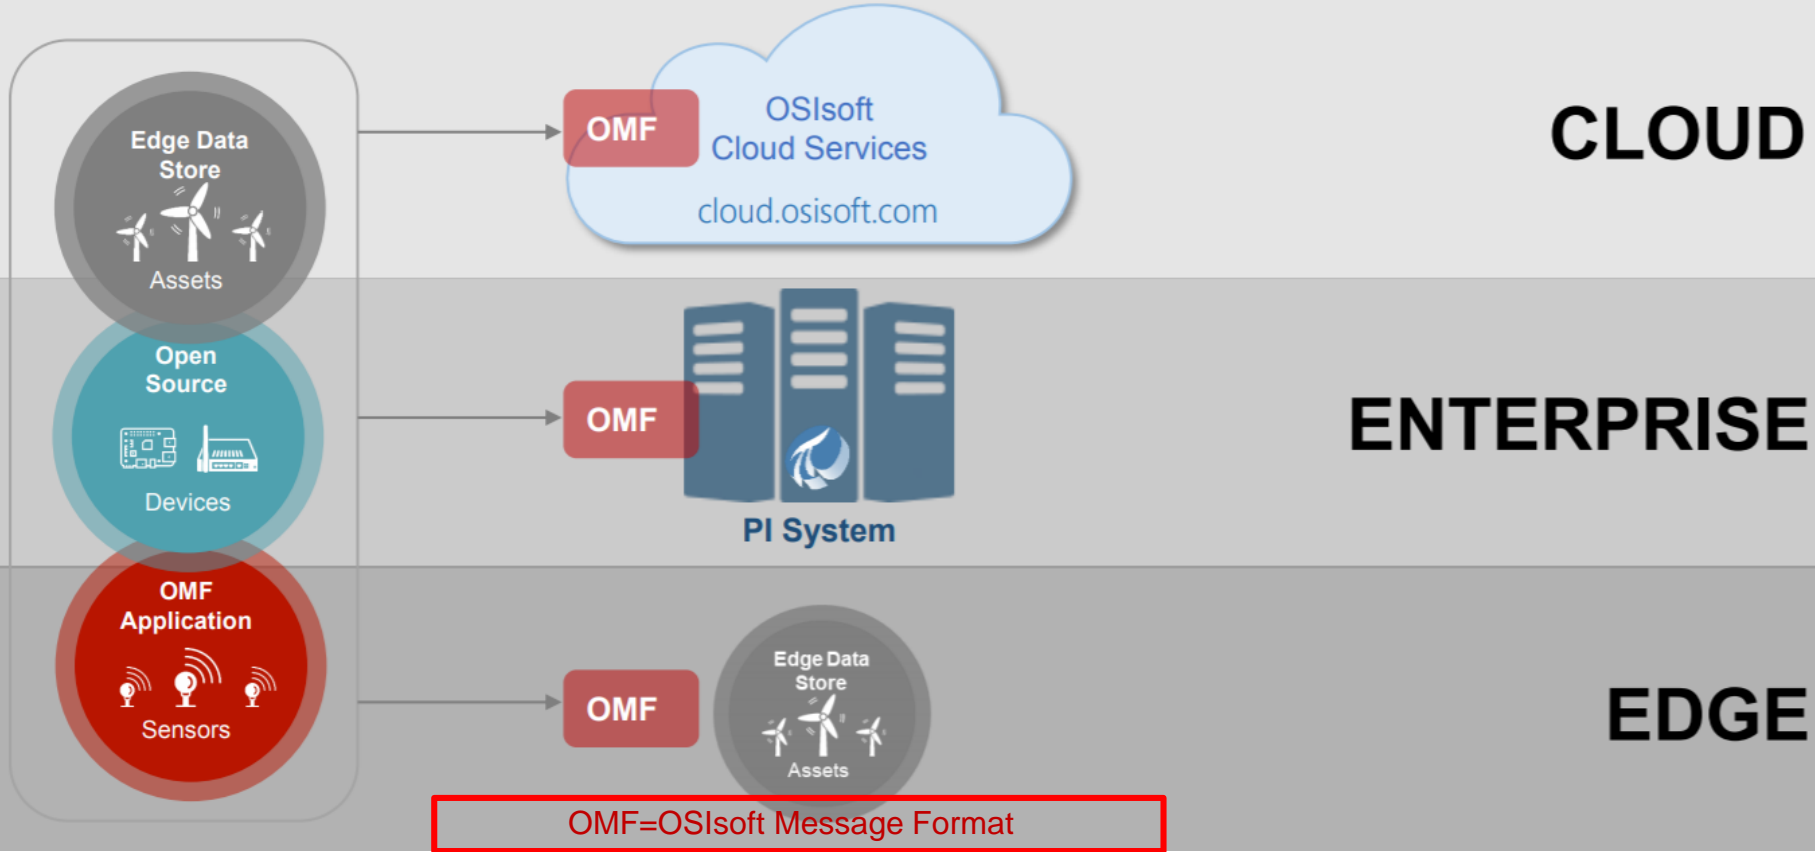 Edge Data
Store
Assets
Open
Source
Devices
OMF
Application
Sensors
OMF
OSIsoft
Cloud Services
cloud.osisoft.com
CLOUD
OMF
PI System
ENTERPRISE
OMF
Edge Data
Store
Assets
EDGE
OMF=OSIsoft Message Format